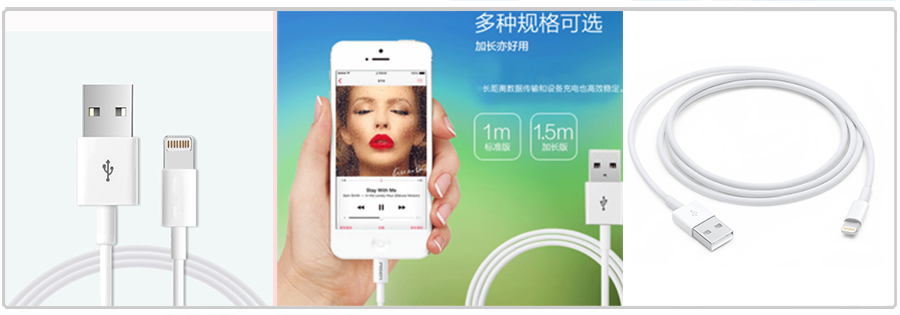 多种规格可选
加长亦好用
长距离数据传输和设备充电也高效稳定。
1m
标准版
1.5m
加长版
Stay With Me